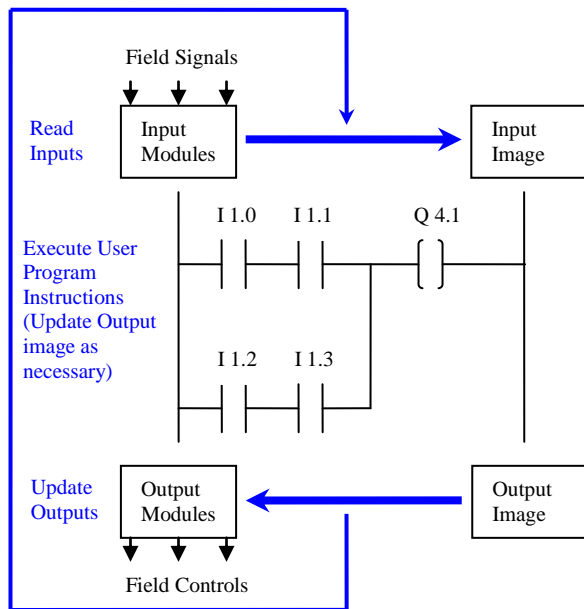 Field Signals
Read
Inputs
Input
Modules
Input
Image
I 1.0
I 1.1
Q 4.1
Execute User
Program
Instructions
(Update Output
image as
necessary)
I 1.2
I 1.3
Update
Outputs
Output
Modules
Output
Image
Field Controls